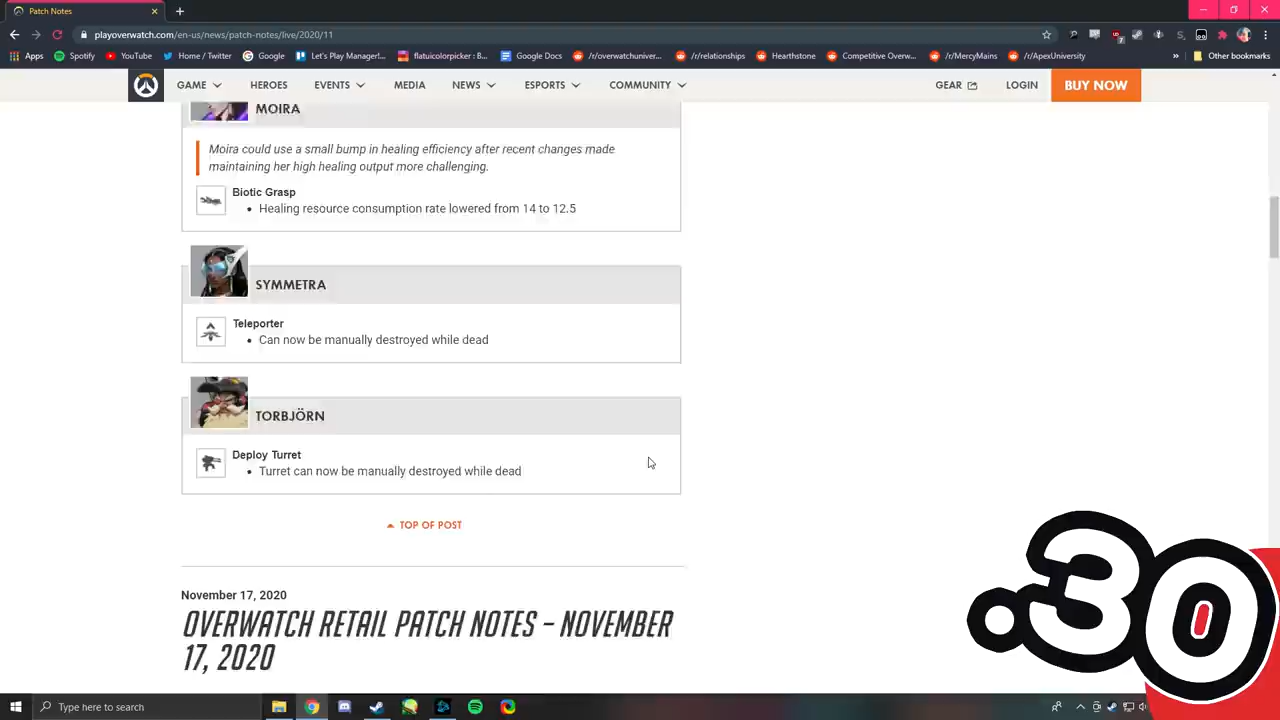 Patch Notes
playoverwatch.com/en-us/news/patch-notes/live/2020/11
Apps
Spotify
YouTube
Home / Twitter
Google
Let's Play Manager!...
flatuicolorpicker : B...
Google Docs
/r/overwatchuniver...
/r/relationships
Hearthstone
Competitive Overw...
/r/MercyMains
/r/ApexUniversity
Other bookmarks
GAME
HEROES
EVENTS
MEDIA
NEWS
ESPORTS
COMMUNITY
GEAR
LOGIN
BUY NOW
MOIRA
Moira could use a small bump in healing efficiency after recent changes made
maintaining her high healing output more challenging.
Biotic Grasp
• Healing resource consumption rate lowered from 14 to 12.5
SYMMETRA
Teleporter
• Can now be manually destroyed while dead
TORBJÖRN
Deploy Turret
• Turret can now be manually destroyed while dead
TOP OF POST
November 17, 2020
OVERWATCH RETAIL PATCH NOTES – NOVEMBER
17, 2020
.30
Type here to search